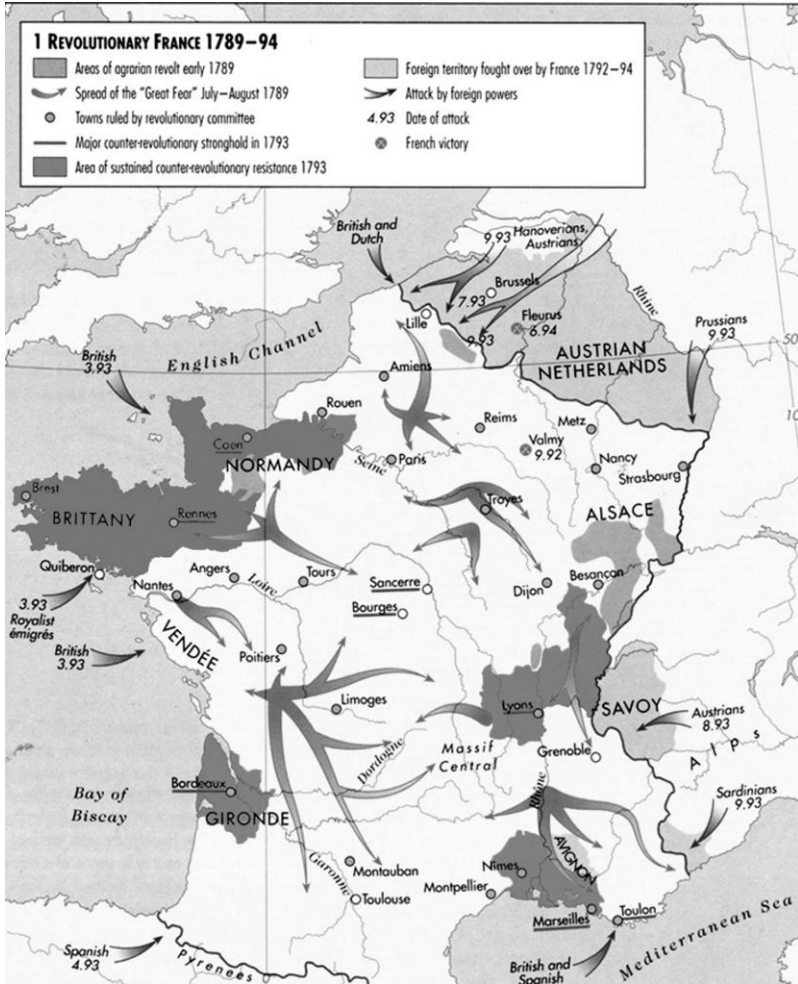 1 REVOLUTIONARY FRANCE 1789–94
Areas of agrarian revolt early 1789
Spread of the "Great Fear" July–August 1789
Towns ruled by revolutionary committee
Major counter-revolutionary stronghold in 1793
Area of sustained counter-revolutionary resistance 1793
Foreign territory fought over by France 1792–94
Attack by foreign powers
4.93 Date of attack
French victory
British and
Dutch
9.93 Hanoverians,
Austrians
Brussels
7.93
Lille
Fleurus
6.94
9.93
Rhine
Prussians
9.93
50
AUSTRIAN
NETHERLANDS
English Channel
British
3.93
Amiens
10
Rouen
Reims
Metz
Caen
Valmy
9.92
NORMANDY
Seine
Paris
Nancy
Strasbourg
Brest
Rennes
Troyes
BRITTANY
ALSACE
Quiberon
Angers
Tours
Sancerre
Dijon
Besançon
Nantes
Loire
Bourges
3.93
Royalist
émigrés
VENDÉE
British
3.93
Poitiers
Limoges
Lyons
SAVOY
Austrians
8.93
Grenoble
Alps
Massif
Central
Dordogne
Bay of
Biscay
Bordeaux
GIRONDE
Rhône
Sardinians
9.93
AVIGNON
Garonne
Montauban
Nîmes
Toulouse
Montpellier
Marseilles
Toulon
Mediterranean Sea
Spanish
4.93
Pyrenees
0
British and
Spanish